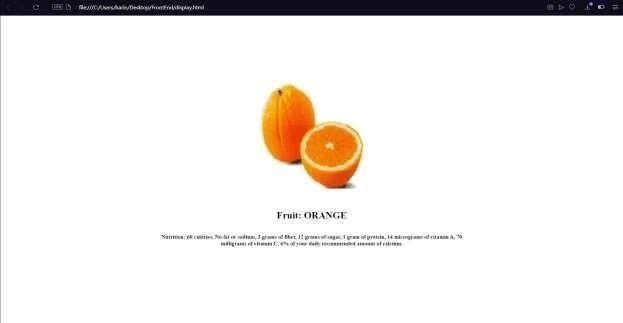 file:///C:/Users/haris/Desktop/FrontEnd/display.html
Fruit: ORANGE
Nutrition: 60 calories, No fat or sodium, 3 grams of fiber, 12 grams of sugar, 1 gram of protein, 14 micrograms of vitamin A, 70
milligrams of vitamin C, 6% of your daily recommended amount of calcium.